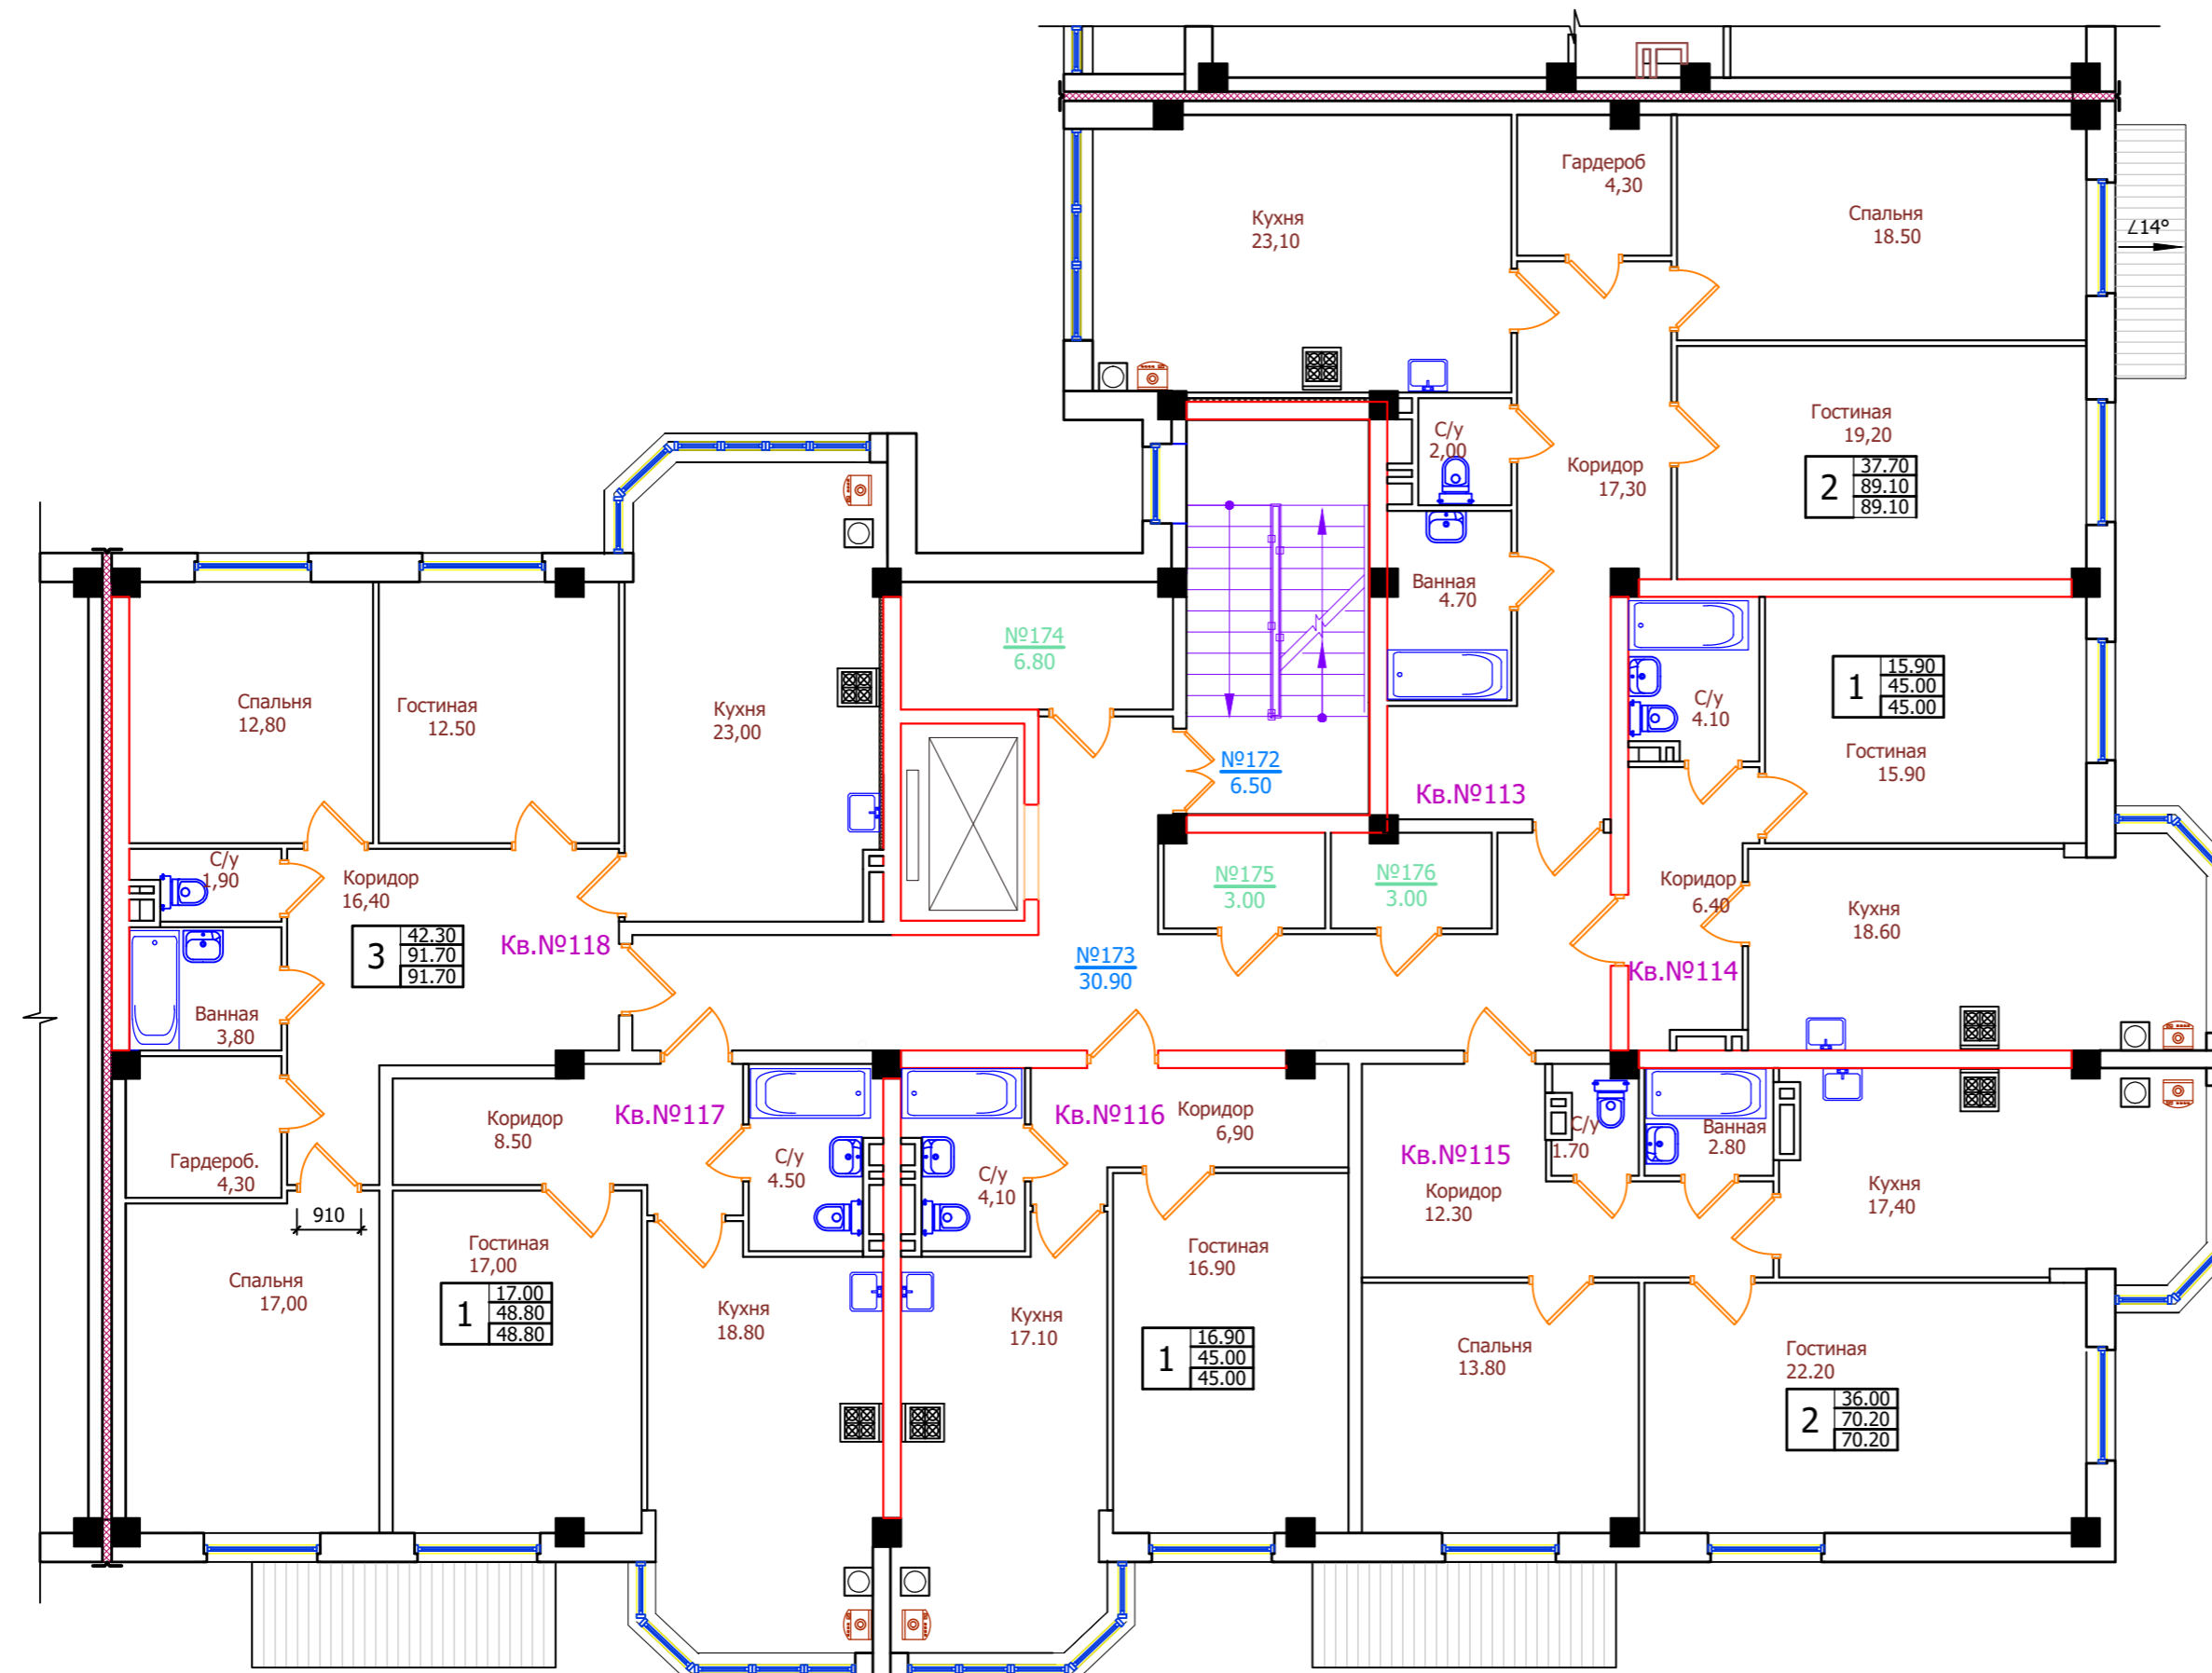 Гардероб
4,30
Кухня
23,10
Спальня
18.50
∠14°
Гостиная
19,20
2
37.70
89.10
89.10
С/у
2,00
Коридор
17,30
Ванная
4.70
№174
6.80
№172
6.50
Кв.№113
С/у
4.10
1
15.90
45.00
45.00
Гостиная
15.90
Спальня
12,80
Гостиная
12.50
Кухня
23,00
С/у
1,90
Коридор
16,40
3
42.30
91.70
91.70
Кв.№118
Ванная
3,80
Гардероб.
4,30
910
Спальня
17,00
№175
3.00
№176
3.00
№173
30.90
Коридор
6.40
Кухня
18.60
Кв.№114
Коридор
8.50
Кв.№117
С/у
4.50
Гостиная
17,00
1
17.00
48.80
48.80
Кухня
18.80
Кв.№116
Коридор
6,90
С/у
4,10
Кухня
17.10
Гостиная
16.90
1
16.90
45.00
45.00
Кв.№115
Коридор
12.30
С/у
1.70
Ванная
2.80
Кухня
17,40
Спальня
13.80
Гостиная
22.20
2
36.00
70.20
70.20